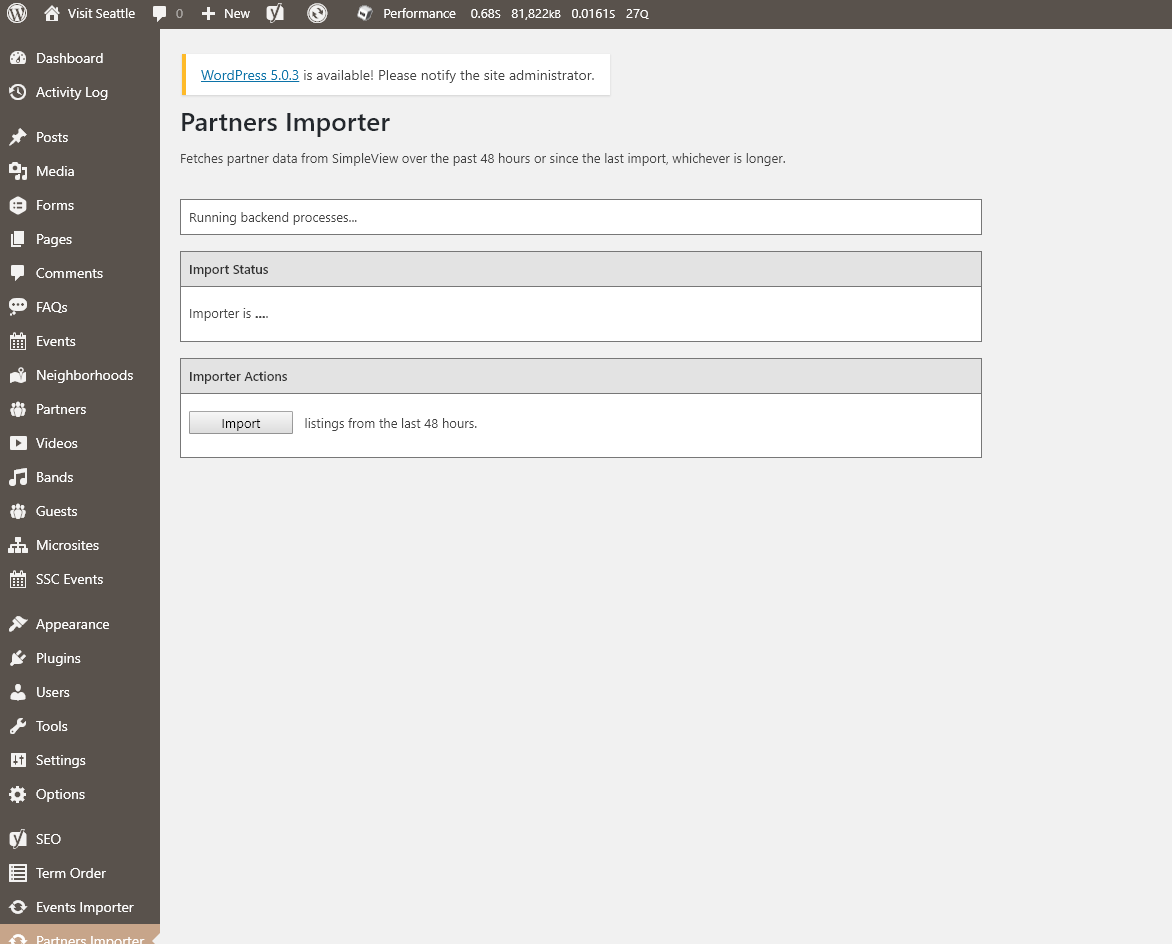 Visit Seattle 0 New Performance 0.68S 81,822KB 0.0161S 27Q
Dashboard
Activity Log
Posts
Media
Forms
Pages
Comments
FAQs
Events
Neighborhoods
Partners
Videos
Bands
Guests
Microsites
SSC Events
Appearance
Plugins
Users
Tools
Settings
Options
SEO
Term Order
Events Importer
Partners Importer
WordPress 5.0.3 is available! Please notify the site administrator.
Partners Importer
Fetches partner data from SimpleView over the past 48 hours or since the last import, whichever is longer.
Running backend processes...
Import Status
Importer is ....
Importer Actions
Import listings from the last 48 hours.